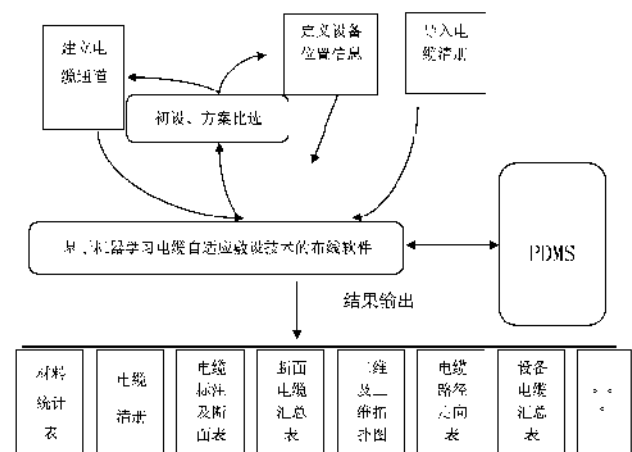 建立电
缆通道
定义设备
位置信息
导入电
缆清册
初设、方案比选
基于机器学习电缆自适应敷设技术的布线软件
PDMS
结果输出
材料
统计
表
电缆
清册
电缆
标注
及断
面表
断面
电缆
汇总
表
二维
及三
维拓
扑图
电缆
路径
走向
表
设备
电缆
汇总
表
。。
。